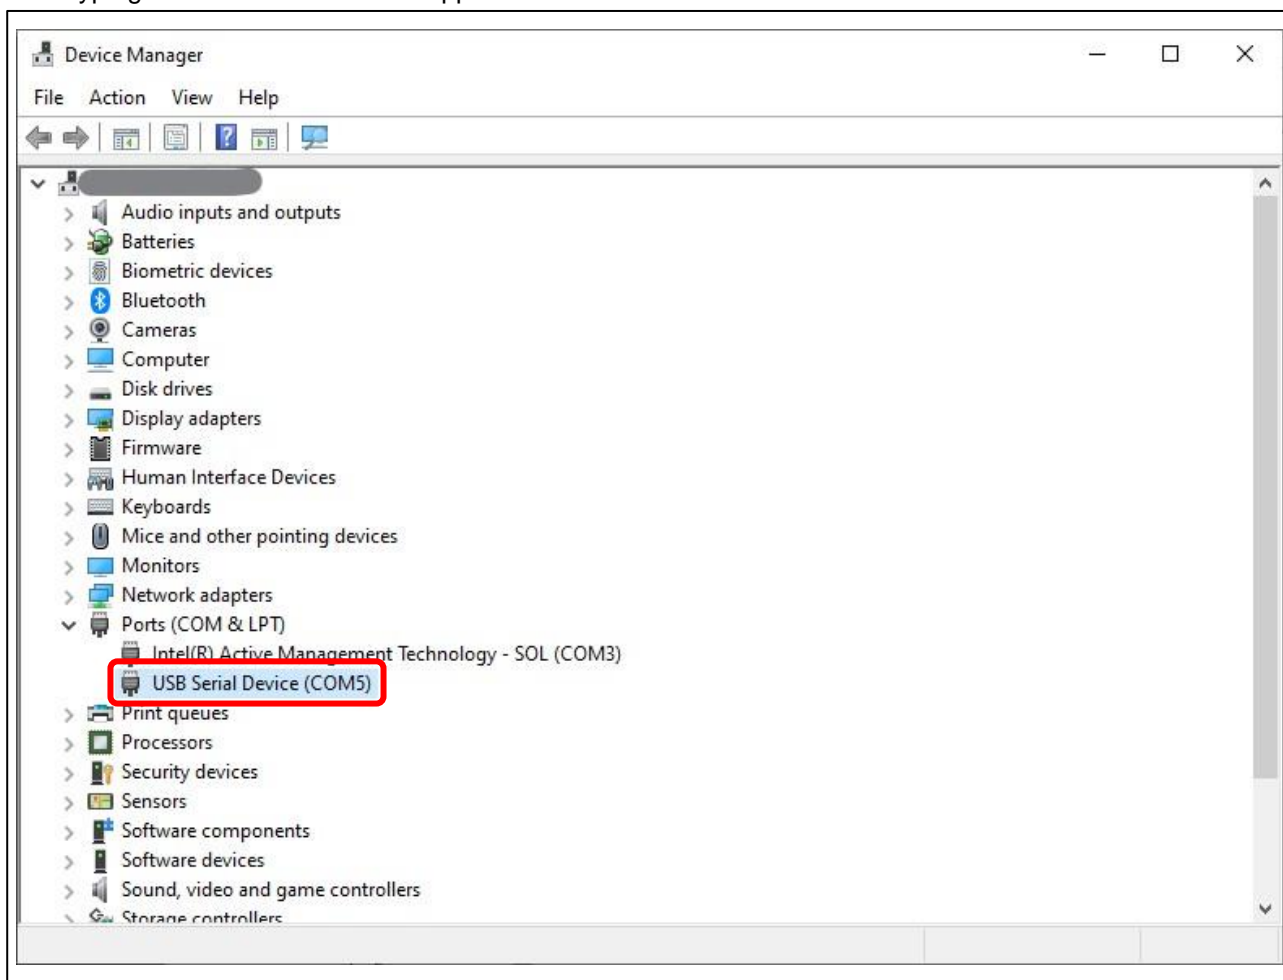 Device Manager
File Action View Help
Audio inputs and outputs
Batteries
Biometric devices
Bluetooth
Cameras
Computer
Disk drives
Display adapters
Firmware
Human Interface Devices
Keyboards
Mice and other pointing devices
Monitors
Network adapters
Ports (COM & LPT)
Intel(R) Active Management Technology - SOL (COM3)
USB Serial Device (COM5)
Print queues
Processors
Security devices
Sensors
Software components
Software devices
Sound, video and game controllers
Storage controllers